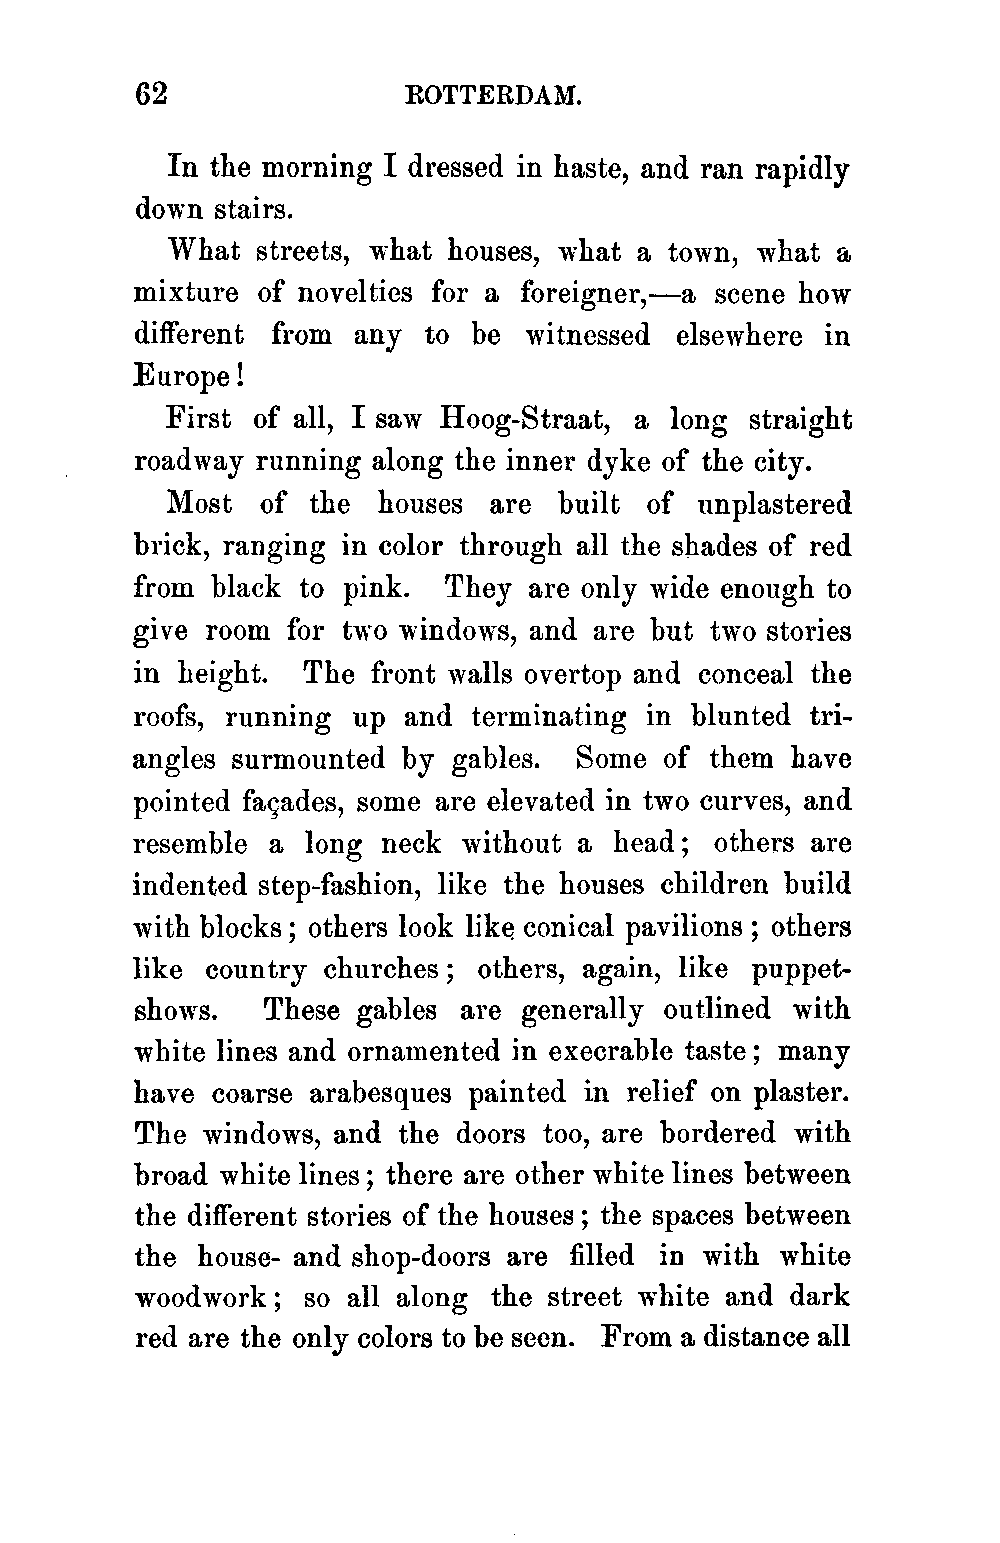 62 ROTTERDAM.
In the morning I dressed in haste, and ran rapidly
down stairs.
What streets, what houses, what a town, what a
mixture of novelties for a foreigner,—a scene how
different from any to be witnessed elsewhere in
Europe!
First of all, I saw Hoog-Straat, a long straight
roadway running along the inner dyke of the city.
Most of the houses are built of unplastered
brick, ranging in color through all the shades of red
from black to pink. They are only wide enough to
give room for two windows, and are but two stories
in height. The front walls overtop and conceal the
roofs, running up and terminating in blunted tri-
angles surmounted by gables. Some of them have
pointed façades, some are elevated in two curves, and
resemble a long neck without a head; others are
indented step-fashion, like the houses children build
with blocks; others look like conical pavilions; others
like country churches; others, again, like puppet-
shows. These gables are generally outlined with
white lines and ornamented in execrable taste; many
have coarse arabesques painted in relief on plaster.
The windows, and the doors too, are bordered with
broad white lines; there are other white lines between
the different stories of the houses; the spaces between
the house- and shop-doors are filled in with white
woodwork; so all along the street white and dark
red are the only colors to be seen. From a distance all